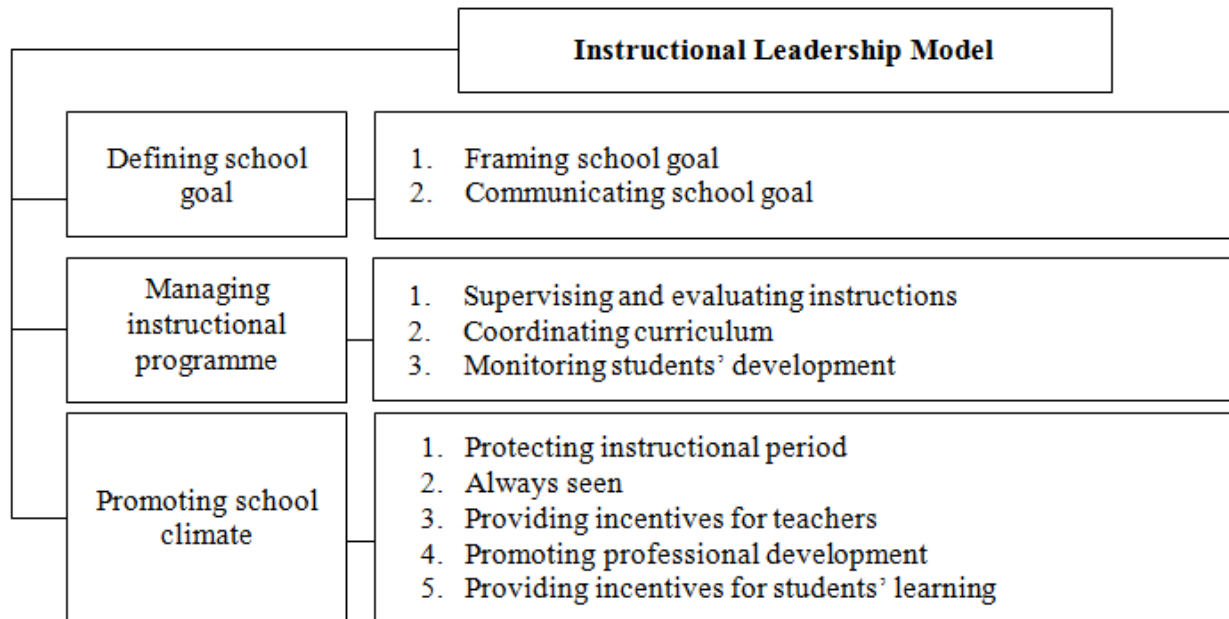 Instructional Leadership Model
Defining school
goal
1. Framing school goal
2. Communicating school goal
Managing
instructional
programme
1. Supervising and evaluating instructions
2. Coordinating curriculum
3. Monitoring students’ development
Promoting school
climate
1. Protecting instructional period
2. Always seen
3. Providing incentives for teachers
4. Promoting professional development
5. Providing incentives for students’ learning